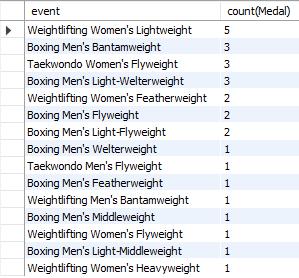 event count(Medal)
Weightlifting Women's Lightweight 5
Boxing Men's Bantamweight 3
Taekwondo Women's Flyweight 3
Boxing Men's Light-Welterweight 3
Weightlifting Women's Featherweight 2
Boxing Men's Flyweight 2
Boxing Men's Light-Flyweight 2
Boxing Men's Welterweight 1
Taekwondo Men's Flyweight 1
Boxing Men's Featherweight 1
Weightlifting Men's Bantamweight 1
Boxing Men's Middleweight 1
Weightlifting Women's Flyweight 1
Boxing Men's Light-Middleweight 1
Weightlifting Women's Heavyweight 1